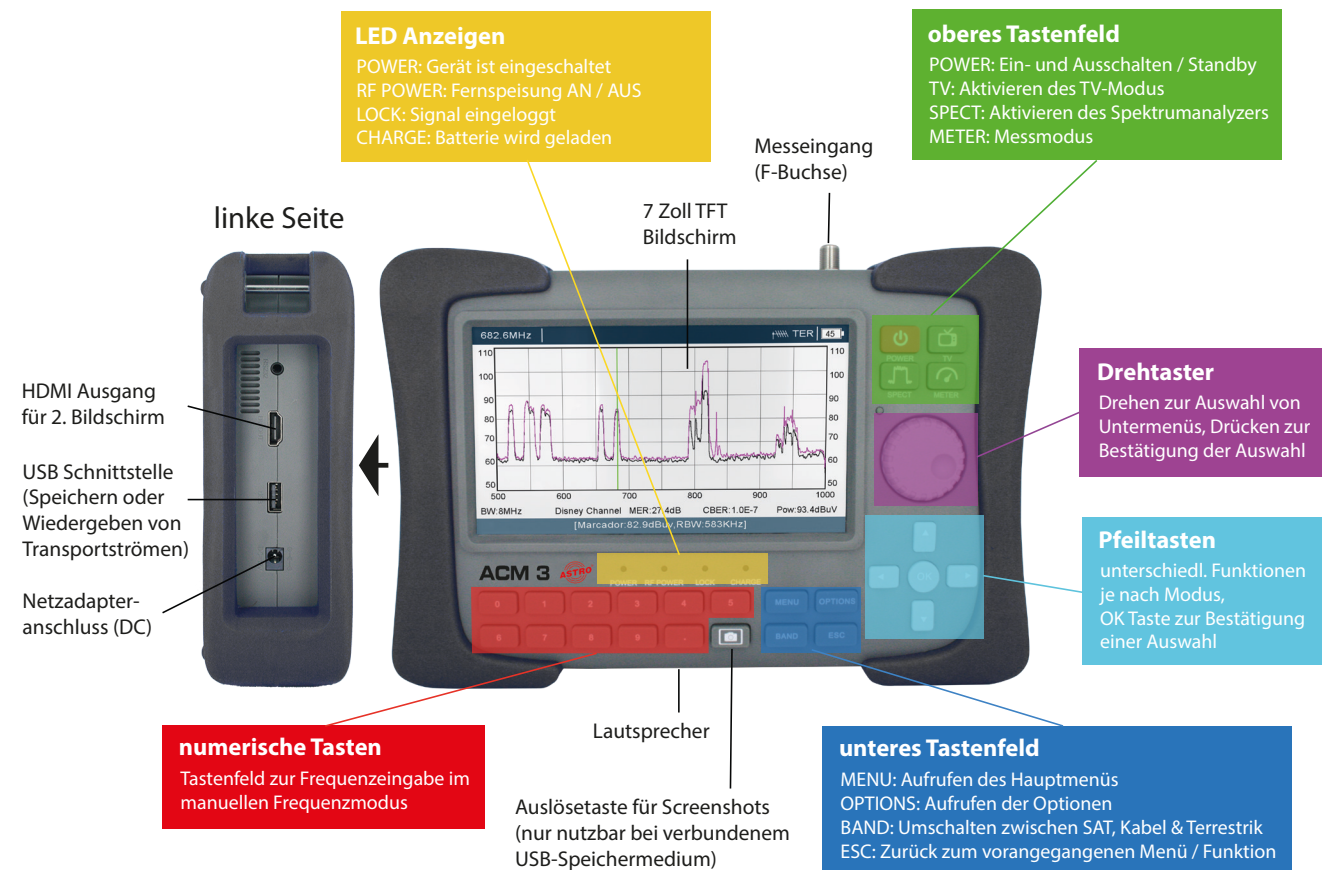 LED Anzeigen
POWER: Gerät ist eingeschaltet
RF POWER: Fernspeisung AN / AUS
LOCK: Signal eingeloggt
CHARGE: Batterie wird geladen
oberes Tastenfeld
POWER: Ein- und Ausschalten / Standby
TV: Aktivieren des TV-Modus
SPECT: Aktivieren des Spektrumanalyzers
METER: Messmodus
Messeingang
(F-Buchse)
7 Zoll TFT
Bildschirm
linke Seite
HDMI Ausgang
für 2. Bildschirm
USB Schnittstelle
(Speichern oder
Wiedergeben von
Transportströmen)
Netzadapter-
anschluss (DC)
682.6MHz
TER 45
110
100
90
80
70
60
50
110
100
90
80
70
60
50
500 600 700 800 900 1000
BW:8MHz Disney Channel MER:27.4dB CBER:1.0E-7 Pow:93.4dBuV
[Marcador:82.9dBuv,RBW:583KHz]
POWER TV
SPECT METER
Drehtaster
Drehen zur Auswahl von
Untermenüs, Drücken zur
Bestätigung der Auswahl
Pfeiltasten
unterschiedl. Funktionen
je nach Modus,
OK Taste zur Bestätigung
einer Auswahl
OK
ACM 3 ASTRO
POWER RF POWER LOCK CHARGE
0 1 2 3 4 5
6 7 8 9 .
MENU OPTIONS
BAND ESC
numerische Tasten
Tastenfeld zur Frequenzeingabe im
manuellen Frequenzmodus
Lautsprecher
Auslösetaste für Screenshots
(nur nutzbar bei verbundenem
USB-Speichermedium)
unteres Tastenfeld
MENU: Aufrufen des Hauptmenüs
OPTIONS: Aufrufen der Optionen
BAND: Umschalten zwischen SAT, Kabel & Terrestrik
ESC: Zurück zum vorangegangenen Menü / Funktion